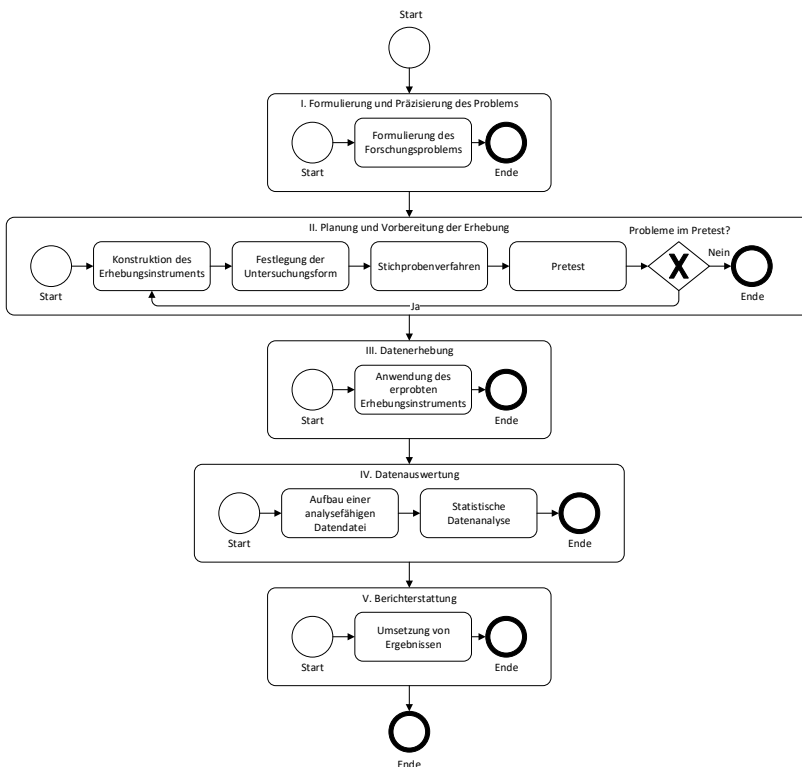 Start
I. Formulierung und Präzisierung des Problems
Formulierung des
Forschungsproblems
Start
Ende
II. Planung und Vorbereitung der Erhebung
Probleme im Pretest?
Konstruktion des
Erhebungsinstruments
Festlegung der
Untersuchungsform
Stichprobenverfahren
Pretest
X
Nein
Start
Ende
Ja
III. Datenerhebung
Anwendung des
erprobten
Erhebungsinstruments
Start
Ende
IV. Datenauswertung
Aufbau einer
analysefähigen
Datendatei
Statistische
Datenanalyse
Start
Ende
V. Berichterstattung
Umsetzung von
Ergebnissen
Start
Ende
Ende